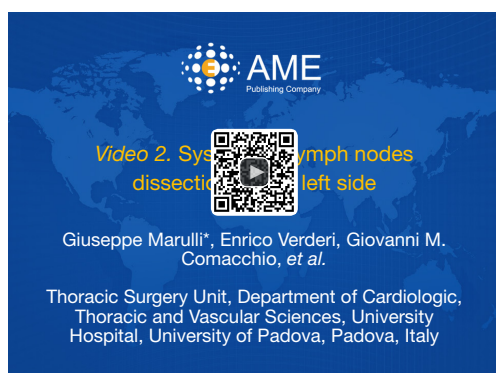 AME
Publishing Company
Video 2. Sys ymph nodes
dissectio left side
Giuseppe Marulli*, Enrico Verderi, Giovanni M.
Comacchio, et al.
Thoracic Surgery Unit, Department of Cardiologic,
Thoracic and Vascular Sciences, University
Hospital, University of Padova, Padova, Italy